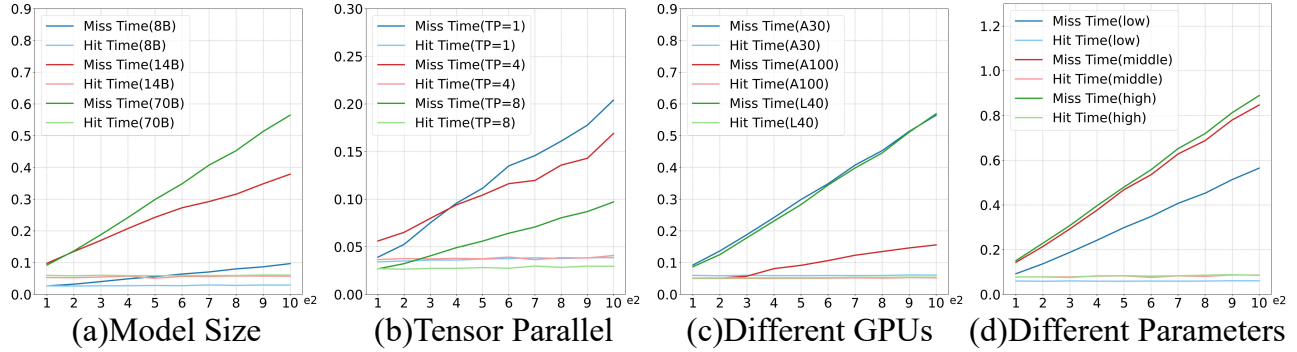 0.9
0.8
0.7
0.6
0.5
0.4
0.3
0.2
0.1
0.0
Miss Time(8B)
Hit Time(8B)
Miss Time(14B)
Hit Time(14B)
Miss Time(70B)
Hit Time(70B)
1 2 3 4 5 6 7 8 9 10 e2
(a)Model Size
0.30
0.25
0.20
0.15
0.10
0.05
0.00
Miss Time(TP=1)
Hit Time(TP=1)
Miss Time(TP=4)
Hit Time(TP=4)
Miss Time(TP=8)
Hit Time(TP=8)
1 2 3 4 5 6 7 8 9 10 e2
(b)Tensor Parallel
0.9
0.8
0.7
0.6
0.5
0.4
0.3
0.2
0.1
0.0
Miss Time(A30)
Hit Time(A30)
Miss Time(A100)
Hit Time(A100)
Miss Time(L40)
Hit Time(L40)
1 2 3 4 5 6 7 8 9 10 e2
(c)Different GPUs
1.2
1.0
0.8
0.6
0.4
0.2
0.0
Miss Time(low)
Hit Time(low)
Miss Time(middle)
Hit Time(middle)
Miss Time(high)
Hit Time(high)
1 2 3 4 5 6 7 8 9 10 e2
(d)Different Parameters